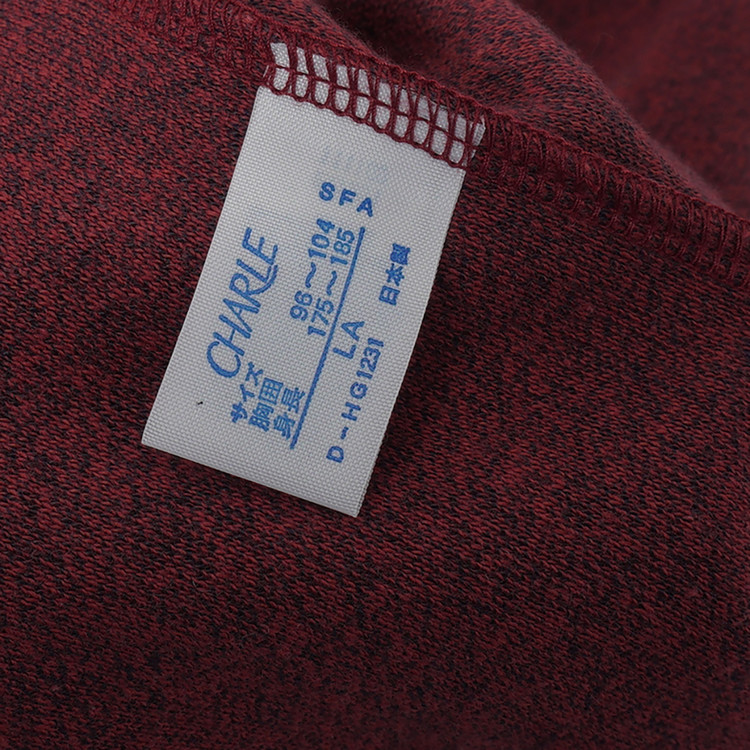 SFA
CHARLE
サイズ
胸囲 96～104
身長 175～185
LA
日本製
D-HG1231